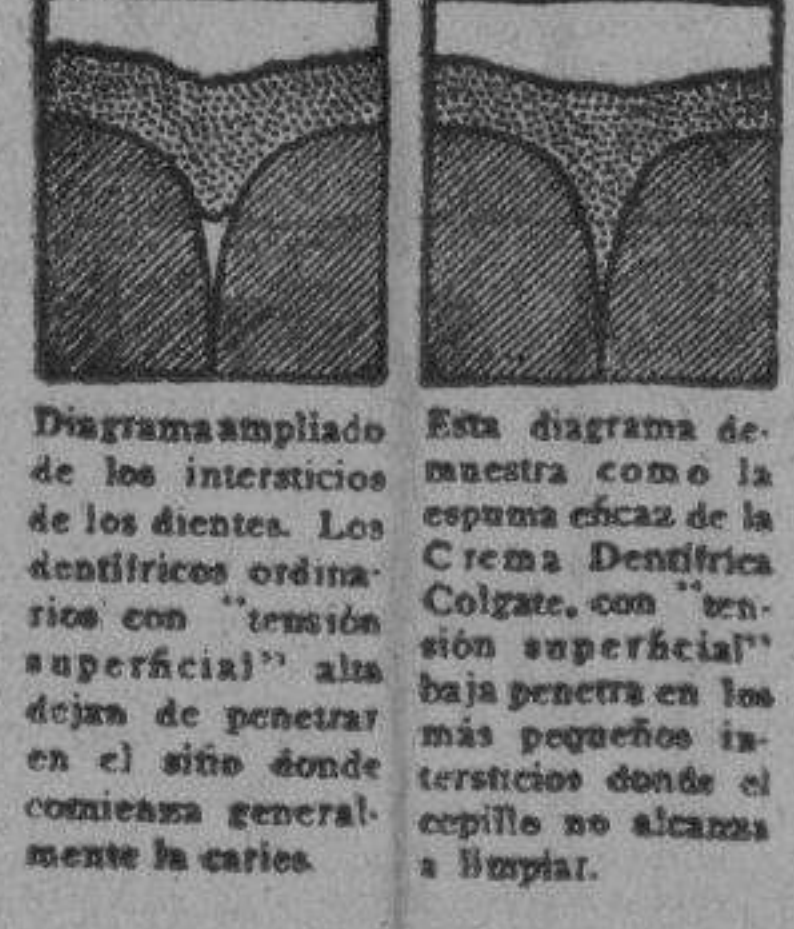 Diagrama ampliado
de los intersticios
de los dientes. Los
dentífricos ordina-
rios con "tensión
superficial" alta
dejan de penetrar
en el sitio donde
comienza general-
mente la caries.
Esta diagrama de-
muestra como la
espuma eficaz de la
Crema Dentífrica
Colgate, con "ten-
sión superficial"
baja penetra en los
más pequeños in-
tersticios donde el
cepillo no alcanza
a limpiar.